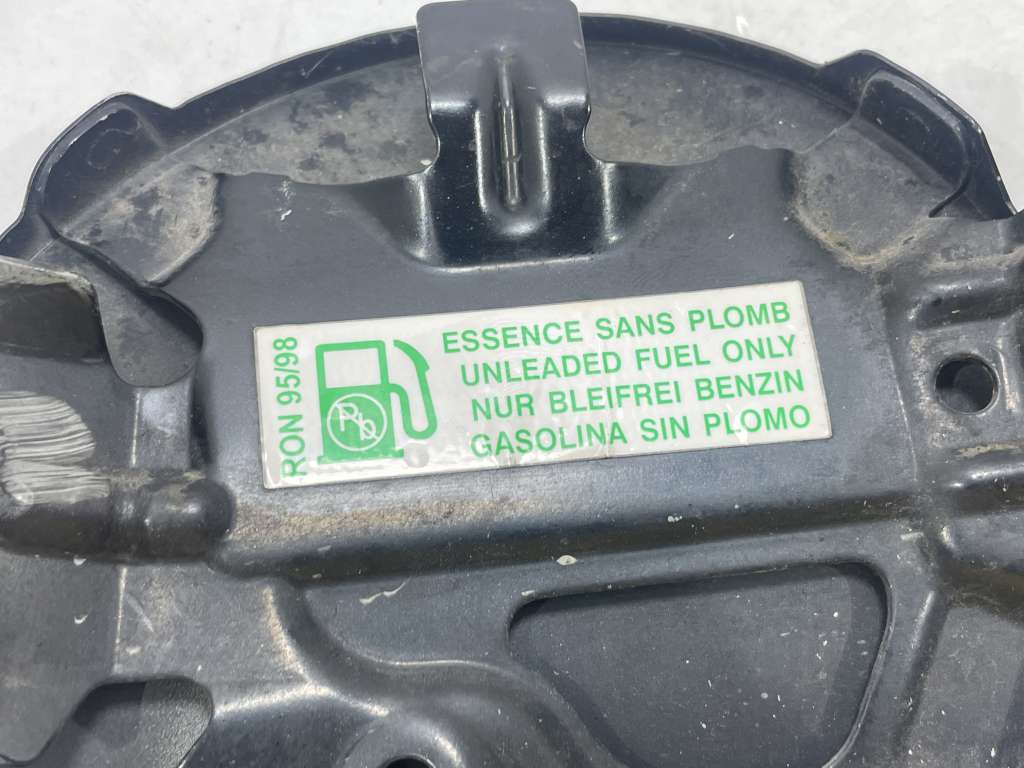 RON 95/98
Pb
ESSENCE SANS PLOMB
UNLEADED FUEL ONLY
NUR BLEIFREI BENZIN
GASOLINA SIN PLOMO